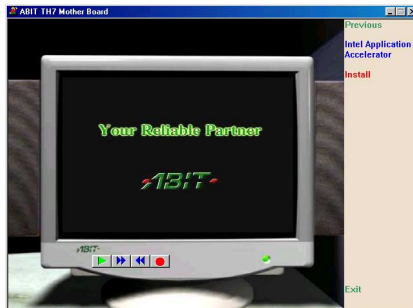 ABIT TH7 Mother Board
Previous
Intel Application
Accelerator
Install
Your Reliable Partner
ABIT
ABIT
Exit